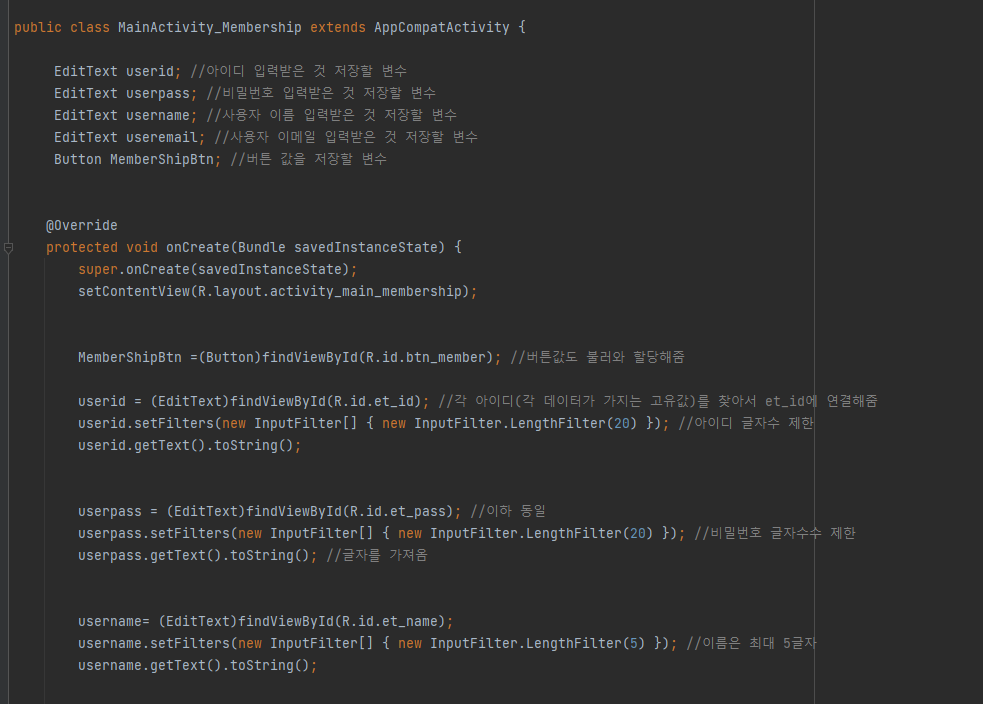 public class MainActivity_Membership extends AppCompatActivity {
EditText userid; //아이디 입력받은 것 저장할 변수
EditText userpass; //비밀번호 입력받은 것 저장할 변수
EditText username; //사용자 이름 입력받은 것 저장할 변수
EditText useremail; //사용자 이메일 입력받은 것 저장할 변수
Button MemberShipBtn; //버튼 값을 저장할 변수
@Override
protected void onCreate(Bundle savedInstanceState) {
super.onCreate(savedInstanceState);
setContentView(R.layout.activity_main_membership);
MemberShipBtn =(Button)findViewById(R.id.btn_member); //버튼값도 불러와 할당해줌
userid = (EditText)findViewById(R.id.et_id); //각 아이디(각 데이터가 가지는 고유값)를 찾아서 et_id에 연결해줌
userid.setFilters(new InputFilter[] { new InputFilter.LengthFilter(20) }); //아이디 글자수 제한
userid.getText().toString();
userpass = (EditText)findViewById(R.id.et_pass); //이하 동일
userpass.setFilters(new InputFilter[] { new InputFilter.LengthFilter(20) }); //비밀번호 글자수수 제한
userpass.getText().toString(); //글자를 가져옴
username= (EditText)findViewById(R.id.et_name);
username.setFilters(new InputFilter[] { new InputFilter.LengthFilter(5) }); //이름은 최대 5글자
username.getText().toString();